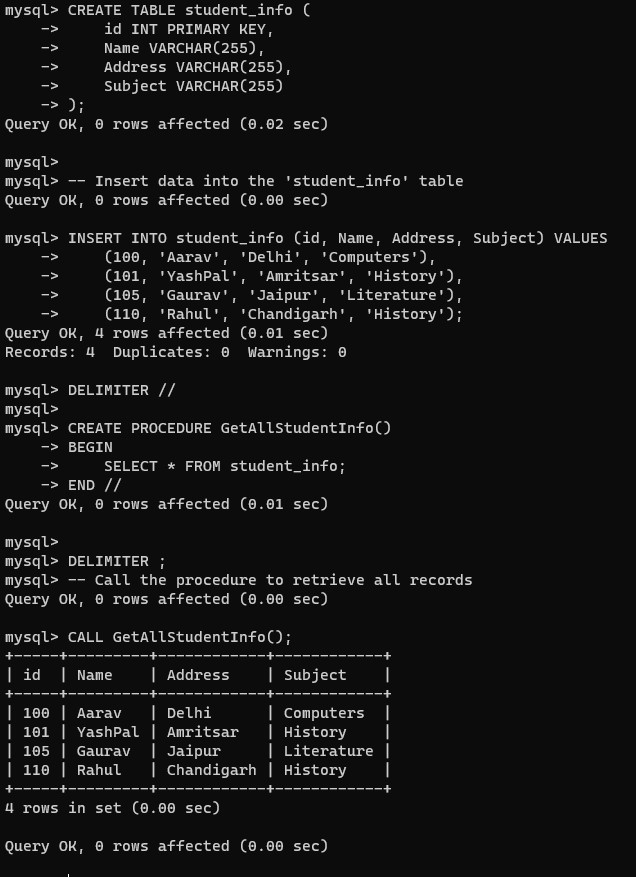 mysql> CREATE TABLE student_info (
    ->     id INT PRIMARY KEY,
    ->     Name VARCHAR(255),
    ->     Address VARCHAR(255),
    ->     Subject VARCHAR(255)
    -> );
Query OK, 0 rows affected (0.02 sec)

mysql>
mysql> -- Insert data into the 'student_info' table
Query OK, 0 rows affected (0.00 sec)

mysql> INSERT INTO student_info (id, Name, Address, Subject) VALUES
    ->     (100, 'Aarav', 'Delhi', 'Computers'),
    ->     (101, 'YashPal', 'Amritsar', 'History'),
    ->     (105, 'Gaurav', 'Jaipur', 'Literature'),
    ->     (110, 'Rahul', 'Chandigarh', 'History');
Query OK, 4 rows affected (0.01 sec)
Records: 4  Duplicates: 0  Warnings: 0

mysql> DELIMITER //
mysql>
mysql> CREATE PROCEDURE GetAllStudentInfo()
    -> BEGIN
    ->     SELECT * FROM student_info;
    -> END //
Query OK, 0 rows affected (0.01 sec)

mysql>
mysql> DELIMITER ;
mysql> -- Call the procedure to retrieve all records
Query OK, 0 rows affected (0.00 sec)

mysql> CALL GetAllStudentInfo();
+-----+---------+------------+------------+
| id  | Name    | Address    | Subject    |
+-----+---------+------------+------------+
| 100 | Aarav   | Delhi      | Computers  |
| 101 | YashPal | Amritsar   | History    |
| 105 | Gaurav  | Jaipur     | Literature |
| 110 | Rahul   | Chandigarh | History    |
+-----+---------+------------+------------+
4 rows in set (0.00 sec)

Query OK, 0 rows affected (0.00 sec)